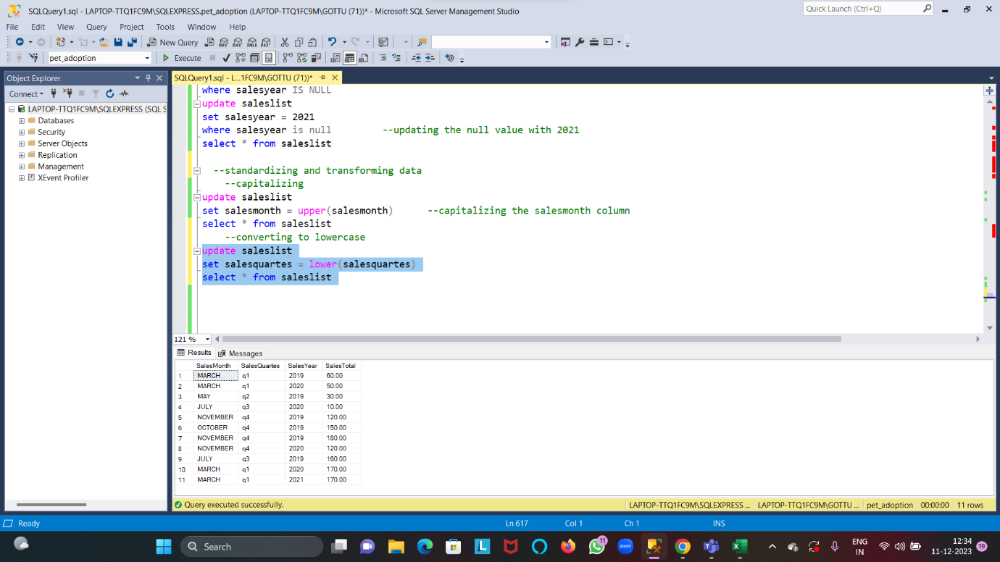 SQLQuery1.sql - LAPTOP-TTQ1FC9M\SQLEXPRESS.pet_adoption (LAPTOP-TTQ1FC9M\GOTTU (71))* - Microsoft SQL Server Management Studio
Quick Launch (Ctrl+Q)
File Edit View Query Project Tools Window Help
New Query
pet_adoption Execute
Object Explorer
Connect
LAPTOP-TTQ1FC9M\SQLEXPRESS (SQL S
Databases
Security
Server Objects
Replication
Management
XEvent Profiler
SQLQuery1.sql - L...1FC9M\GOTTU (71))*
where salesyear IS NULL
update saleslist
set salesyear = 2021
where salesyear is null --updating the null value with 2021
select * from saleslist
--standardizing and transforming data
--capitalizing
update saleslist
set salesmonth = upper(salesmonth) --capitalizing the salesmonth column
select * from saleslist
--converting to lowercase
update saleslist
set salesquartes = lower(salesquartes)
select * from saleslist
121 %
Results Messages
SalesMonth SalesQuartes SalesYear SalesTotal
1 MARCH q1 2019 60.00
2 MARCH q1 2020 50.00
3 MAY q2 2019 30.00
4 JULY q3 2020 10.00
5 NOVEMBER q4 2019 120.00
6 OCTOBER q4 2019 150.00
7 NOVEMBER q4 2019 180.00
8 NOVEMBER q4 2020 120.00
9 JULY q3 2019 160.00
10 MARCH q1 2020 170.00
11 MARCH q1 2021 170.00
Query executed successfully. LAPTOP-TTQ1FC9M\SQLEXPRESS ... LAPTOP-TTQ1FC9M\GOTTU ... pet_adoption 00:00:00 11 rows
Ready Ln 617 Col 1 Ch 1 INS
Search L 11 zoom ENG IN 12:34 11-12-2023 19